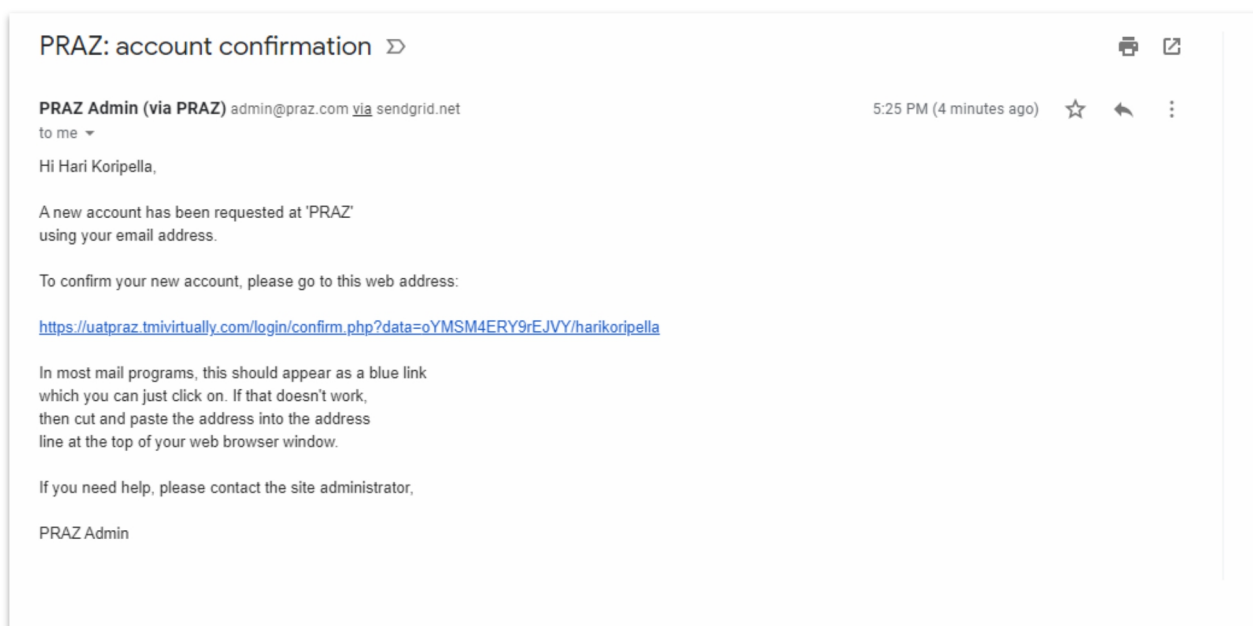 PRAZ: account confirmation
PRAZ Admin (via PRAZ) admin@praz.com via sendgrid.net 5:25 PM (4 minutes ago)
to me
Hi Hari Koripella,
A new account has been requested at 'PRAZ'
using your email address.
To confirm your new account, please go to this web address:
https://uatpraz.tmivirtually.com/login/confirm.php?data=oYMSM4ERY9rEJVY/harikoripella
In most mail programs, this should appear as a blue link
which you can just click on. If that doesn't work,
then cut and paste the address into the address
line at the top of your web browser window.
If you need help, please contact the site administrator,
PRAZ Admin